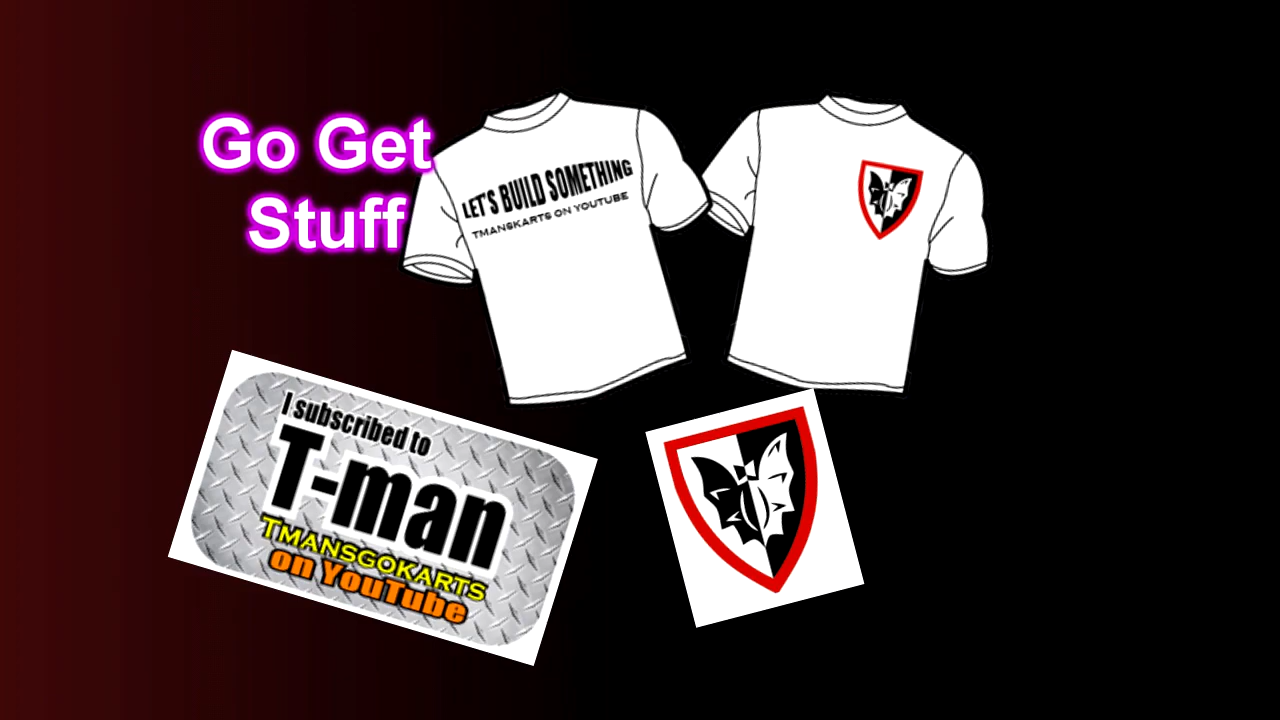 Go Get
Stuff
LET'S BUILD SOMETHING
TMANSKARTS ON YOUTUBE
I subscribed to
T-man
TMANSGOKARTS
on YouTube